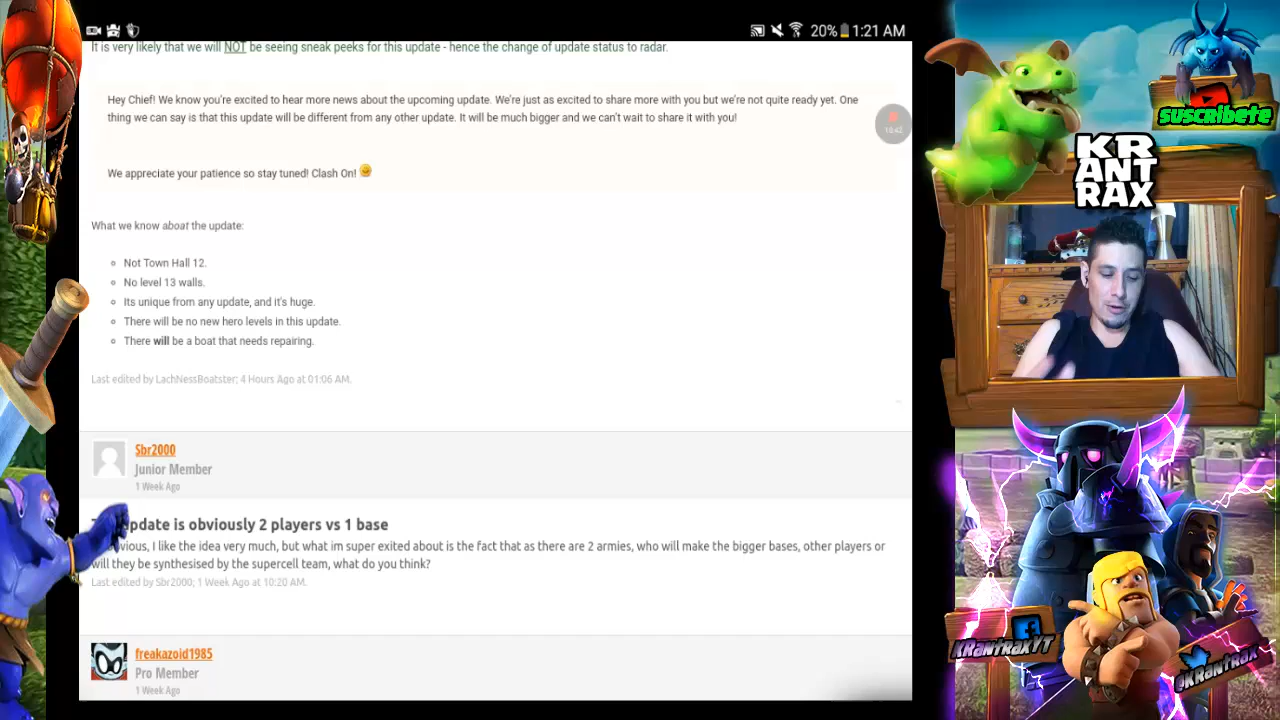 20% 1:21 AM
It is very likely that we will NOT be seeing sneak peeks for this update - hence the change of update status to radar.
Hey Chief! We know you're excited to hear more news about the upcoming update. We're just as excited to share more with you but we're not quite ready yet. One
thing we can say is that this update will be different from any other update. It will be much bigger and we can't wait to share it with you!
We appreciate your patience so stay tuned! Clash On!
What we know about the update:
Not Town Hall 12.
No level 13 walls.
Its unique from any update, and it's huge.
There will be no new hero levels in this update.
There will be a boat that needs repairing.
Last edited by LachNessBoatster; 4 Hours Ago at 01:06 AM.
Sbr2000
Junior Member
1 Week Ago
update is obviously 2 players vs 1 base
I like the idea very much, but what im super exited about is the fact that as there are 2 armies, who will make the bigger bases, other players or
will they be synthesised by the supercell team, what do you think?
Last edited by Sbr2000; 1 Week Ago at 10:20 AM.
freakazoid1985
Pro Member
1 Week Ago
suscribete
KR
ANT
RAX
KRantraxYT
@KRantrax